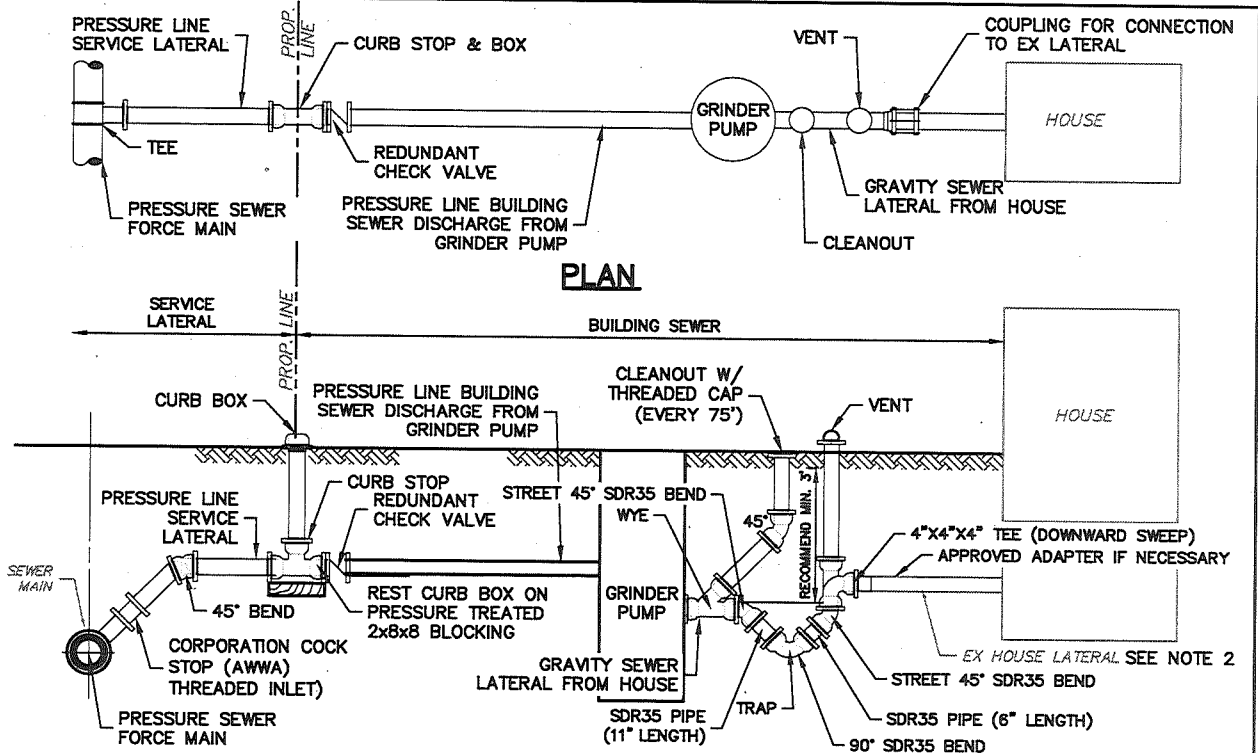 PRESSURE LINE
SERVICE LATERAL
PROP.
LINE
CURB STOP & BOX
VENT
COUPLING FOR CONNECTION
TO EX LATERAL
GRINDER
PUMP
HOUSE
TEE
REDUNDANT
CHECK VALVE
PRESSURE SEWER
FORCE MAIN
PRESSURE LINE BUILDING
SEWER DISCHARGE FROM
GRINDER PUMP
GRAVITY SEWER
LATERAL FROM HOUSE
CLEANOUT
PLAN
SERVICE
LATERAL
PROP. LINE
BUILDING SEWER
CURB BOX
PRESSURE LINE BUILDING
SEWER DISCHARGE FROM
GRINDER PUMP
CLEANOUT W/
THREADED CAP
(EVERY 75')
VENT
HOUSE
PRESSURE LINE
SERVICE
LATERAL
CURB STOP
REDUNDANT
CHECK VALVE
STREET 45° SDR35 BEND
WYE
45°
RECOMMEND MIN. 3'
4"X4"X4" TEE (DOWNWARD SWEEP)
APPROVED ADAPTER IF NECESSARY
SEWER
MAIN
45° BEND
REST CURB BOX ON
PRESSURE TREATED
2x8x8 BLOCKING
GRINDER
PUMP
CORPORATION COCK
STOP (AWWA)
THREADED INLET)
GRAVITY SEWER
LATERAL FROM HOUSE
EX HOUSE LATERAL SEE NOTE 2
STREET 45° SDR35 BEND
SDR35 PIPE
(11" LENGTH)
TRAP
SDR35 PIPE (6" LENGTH)
90° SDR35 BEND
PRESSURE SEWER
FORCE MAIN